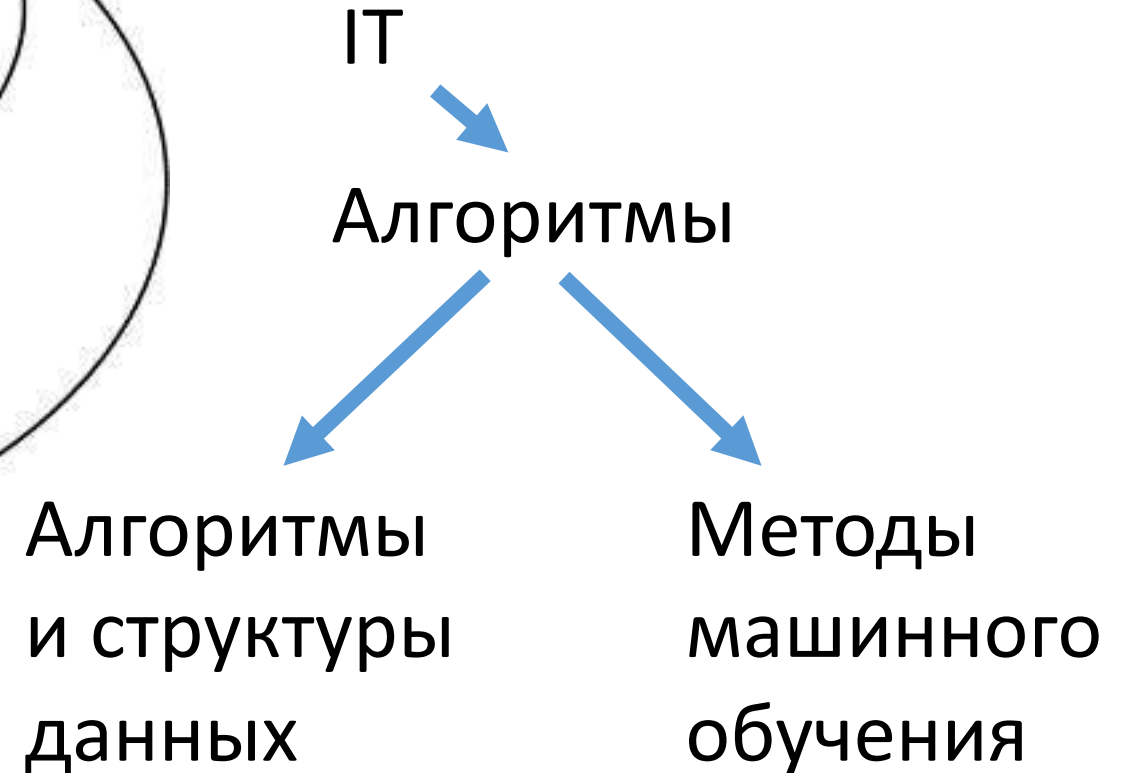 IT
Алгоритмы
Алгоритмы
и структуры
данных
Методы
машинного
обучения